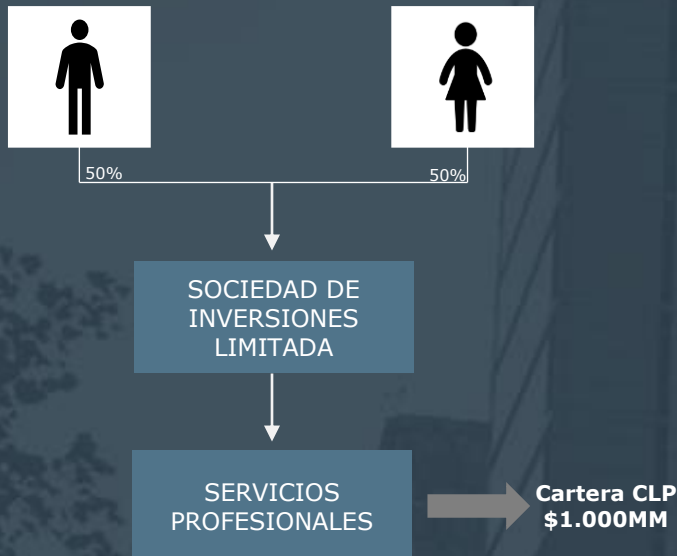 50%
50%
SOCIEDAD DE
INVERSIONES
LIMITADA
SERVICIOS
PROFESIONALES
Cartera CLP
$1.000MM